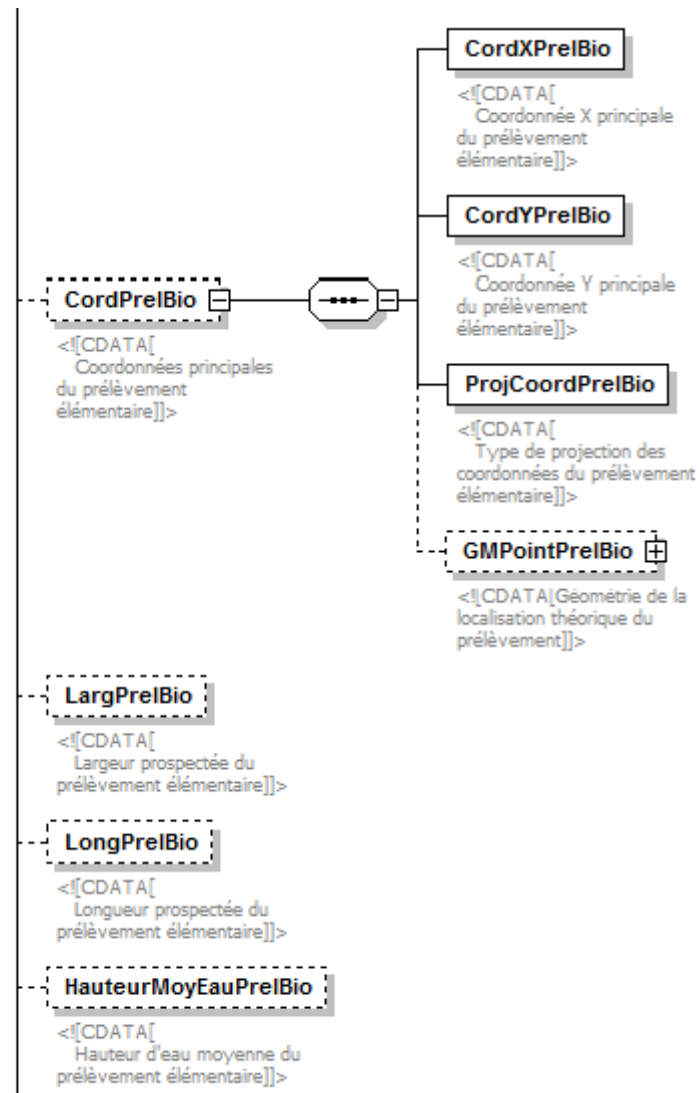 CordXPrelBio
<![CDATA[
Coordonnée X principale
du prélèvement
élémentaire]]>
CordYPrelBio
<![CDATA[
Coordonnée Y principale
du prélèvement
élémentaire]]>
CordPrelBio
<![CDATA[
Coordonnées principales
du prélèvement
élémentaire]]>
ProjCoordPrelBio
<![CDATA[
Type de projection des
coordonnées du prélèvement
élémentaire]]>
GMPointPrelBio
<![CDATA[Géométrie de la
localisation théorique du
prélèvement]]>
LargPrelBio
<![CDATA[
Largeur prospectée du
prélèvement élémentaire]]>
LongPrelBio
<![CDATA[
Longueur prospectée du
prélèvement élémentaire]]>
HauteurMoyEauPrelBio
<![CDATA[
Hauteur d'eau moyenne du
prélèvement élémentaire]]>